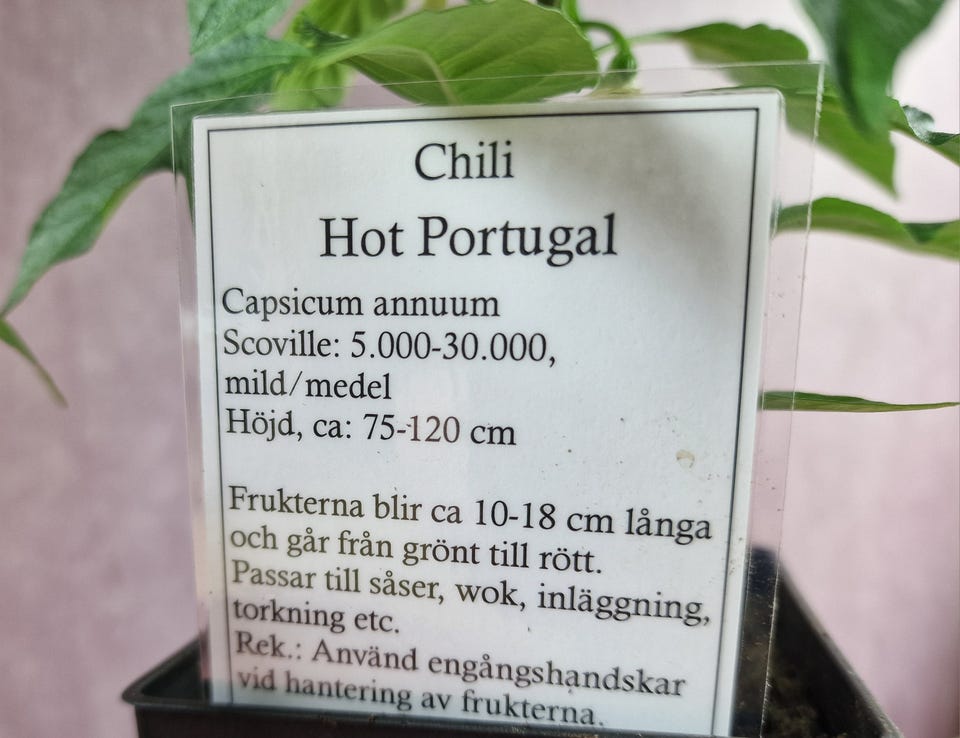 Chili
Hot Portugal
Capsicum annuum
Scoville: 5.000-30.000,
mild/medel
Höjd, ca: 75-120 cm
Frukterna blir ca 10-18 cm långa
och går från grönt till rött.
Passar till såser, wok, inläggning,
torkning etc.
Rek.: Använd engångshandskar
vid hantering av frukterna.